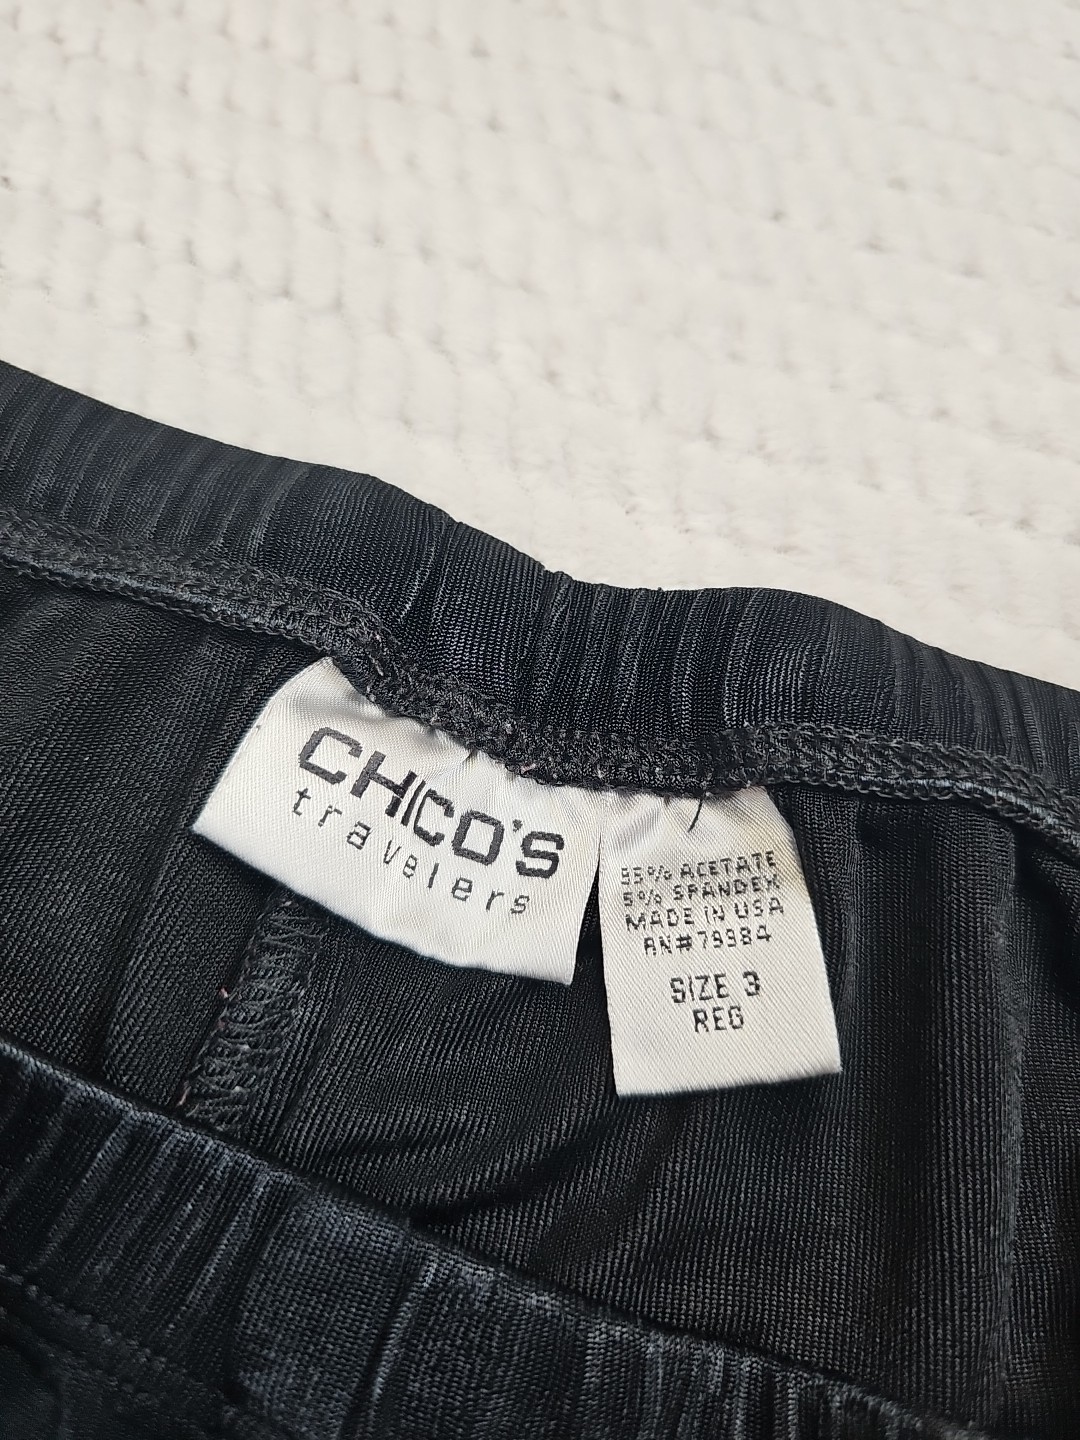 CHICO'S
travelers
95% ACETATE
5% SPANDEX
MADE IN USA
RN#79984
SIZE 3
REG